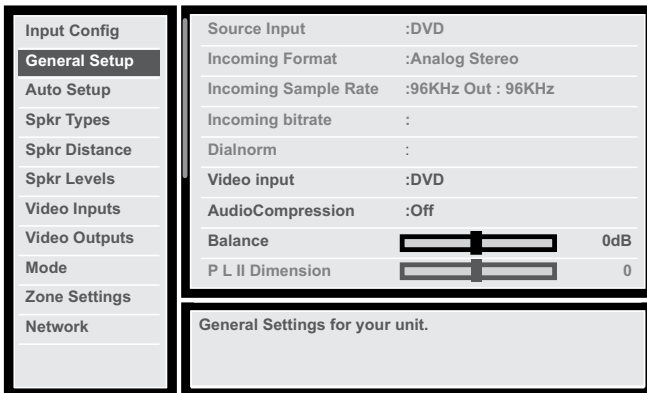 Input Config
General Setup
Auto Setup
Spkr Types
Spkr Distance
Spkr Levels
Video Inputs
Video Outputs
Mode
Zone Settings
Network
Source Input :DVD
Incoming Format :Analog Stereo
Incoming Sample Rate :96KHz Out : 96KHz
Incoming bitrate :
Dialnorm :
Video input :DVD
AudioCompression :Off
Balance 0dB
P L II Dimension 0
General Settings for your unit.